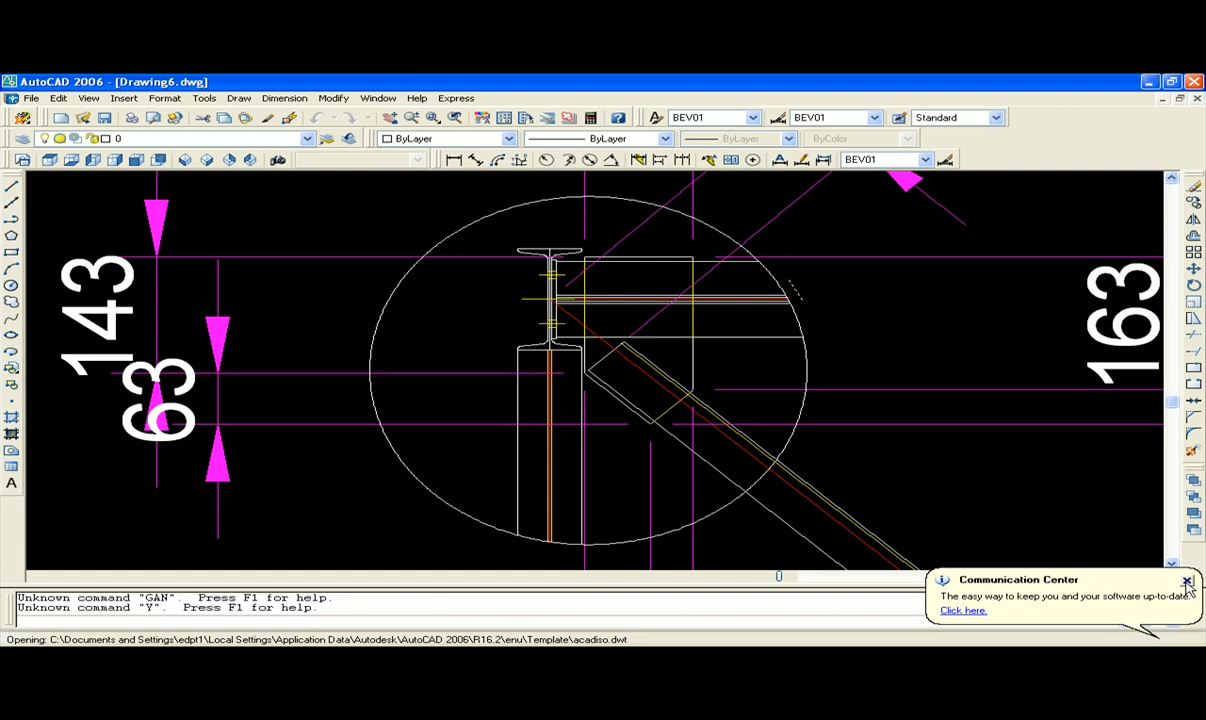 AutoCAD 2006 - [Drawing6.dwg]
File Edit View Insert Format Tools Draw Dimension Modify Window Help Express
BEV01 BEV01 Standard
0 ByLayer ByLayer ByLayer ByColor
BEV01
143
63
163
A
Communication Center
The easy way to keep you and your software up-to-date.
Click here.
Unknown command "GAN". Press F1 for help.
Unknown command "Y". Press F1 for help.
Opening: C:\Documents and Settings\edpt1\Local Settings\Application Data\Autodesk\AutoCAD 2006\R16.2\enu\Template\acadiso.dwt